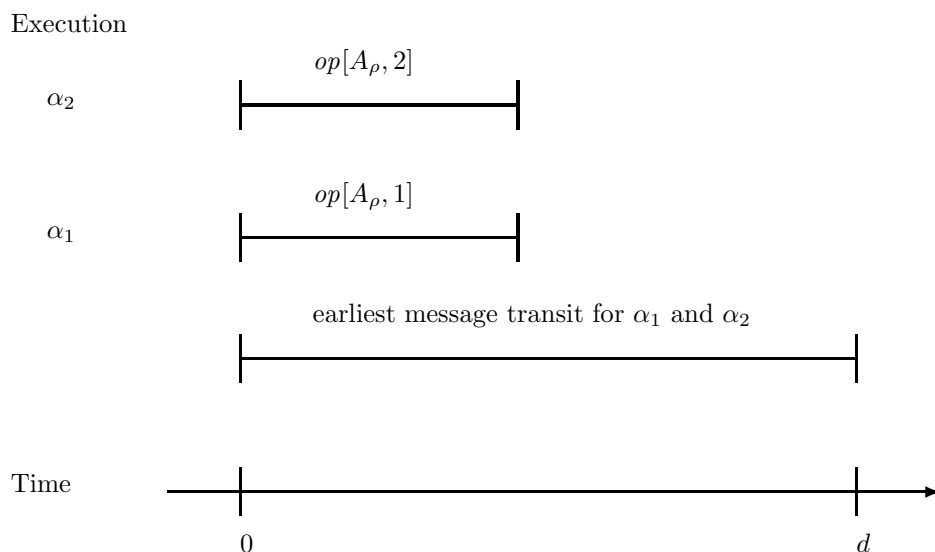 Execution
op[A_ρ, 2]
α_2
op[A_ρ, 1]
α_1
earliest message transit for α_1 and α_2
Time
0 d